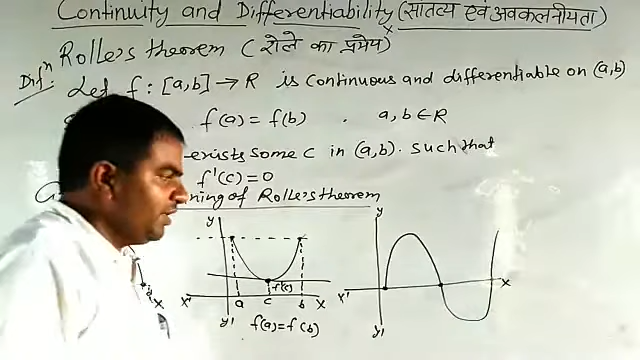 Continuity and Differentiability (सातत्य एवं अवकलनीयता)
Rolle's theorem (रोले का प्रमेय)
Difⁿ: Let f : [a,b] → R is continuous and differentiable on (a,b)
f(a) = f(b) . a, b ∈ R
exists some c in (a,b). such that
f'(c) = 0
ning of Rolle's theorem
y
y
x
x' a c b x
f'(c)
y'
f(a) = f(b)
x' x
y'